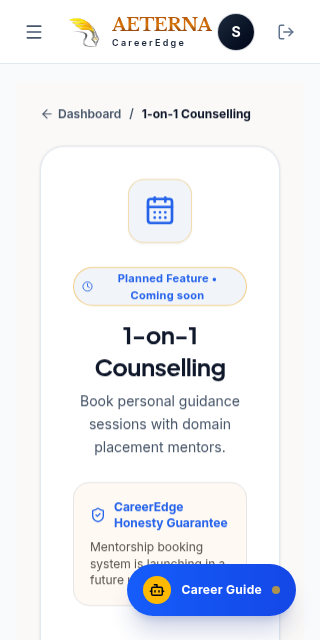 AETERNA
CareerEdge
S
Dashboard / 1-on-1 Counselling
Planned Feature •
Coming soon
1-on-1
Counselling
Book personal guidance
sessions with domain
placement mentors.
CareerEdge
Honesty Guarantee
Mentorship booking
system is launching in a
future
Career Guide